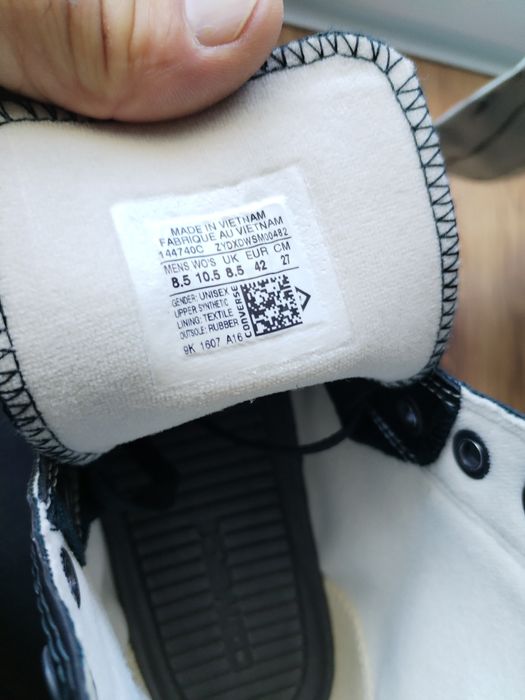 MADE IN VIETNAM
FABRIQUE AU VIETNAM
144740C ZYDXDWSM00482
MENS WO'S UK EUR CM
8.5 10.5 8.5 42 27
GENDER: UNISEX
UPPER SYNTHETIC
LINING: TEXTILE
OUTSOLE: RUBBER
CONVERSE
9K 1607 A16